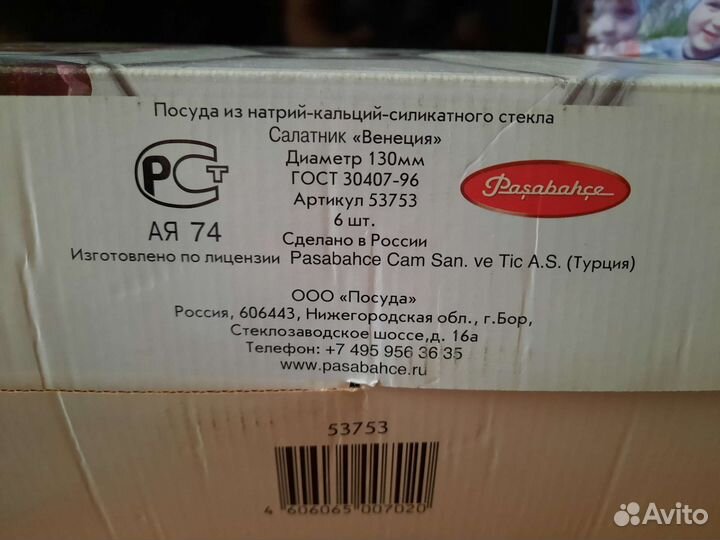 Посуда из натрий-кальций-силикатного стекла
Салатник «Венеция»
Диаметр 130мм
ГОСТ 30407-96
Артикул 53753
6 шт.
Сделано в России
Изготовлено по лицензии Pasabahce Cam San. ve Tic A.S. (Турция)
РСТ
АЯ 74
Paşabahçe
ООО «Посуда»
Россия, 606443, Нижегородская обл., г.Бор,
Стеклозаводское шоссе,д. 16а
Телефон: +7 495 956 36 35
www.pasabahce.ru
53753
4 606065 007020
Avito